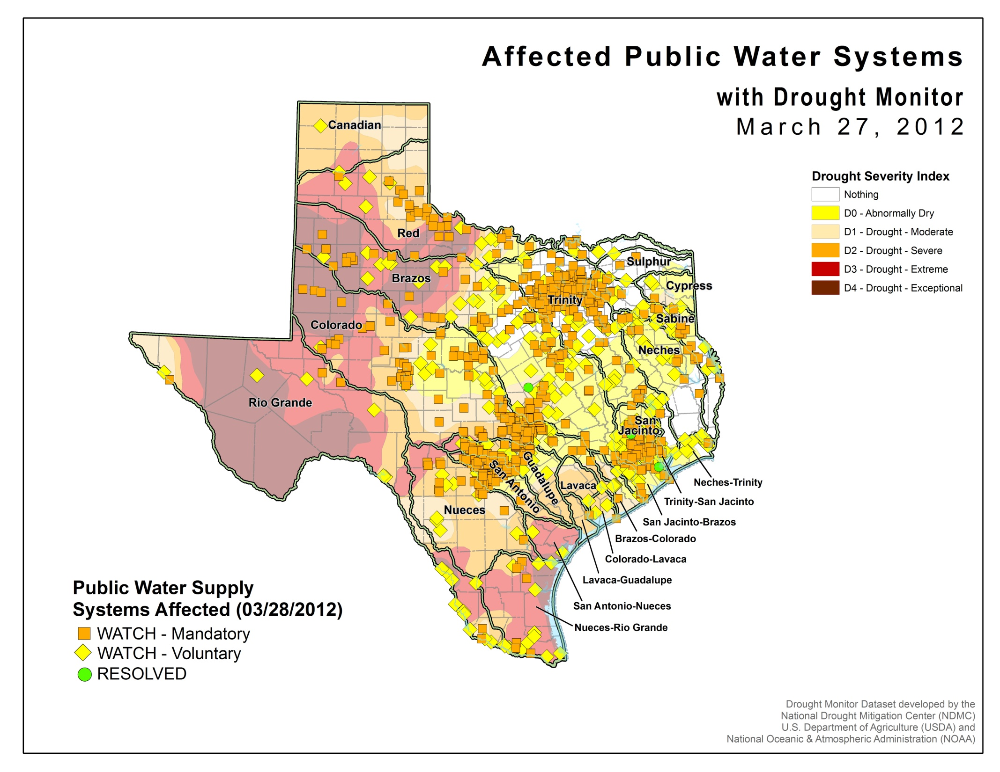 Affected Public Water Systems
with Drought Monitor
March 27, 2012
Drought Severity Index
Nothing
D0 - Abnormally Dry
D1 - Drought - Moderate
D2 - Drought - Severe
D3 - Drought - Extreme
D4 - Drought - Exceptional
Canadian
Red
Brazos
Sulphur
Cypress
Trinity
Sabine
Colorado
Neches
Rio Grande
San
Jacinto
Guadalupe
San Antonio
Lavaca
Nueces
Neches-Trinity
Trinity-San Jacinto
San Jacinto-Brazos
Brazos-Colorado
Colorado-Lavaca
Lavaca-Guadalupe
San Antonio-Nueces
Nueces-Rio Grande
Public Water Supply
Systems Affected (03/28/2012)
WATCH - Mandatory
WATCH - Voluntary
RESOLVED
Drought Monitor Dataset developed by the
National Drought Mitigation Center (NDMC)
U.S. Department of Agriculture (USDA) and
National Oceanic & Atmospheric Administration (NOAA)